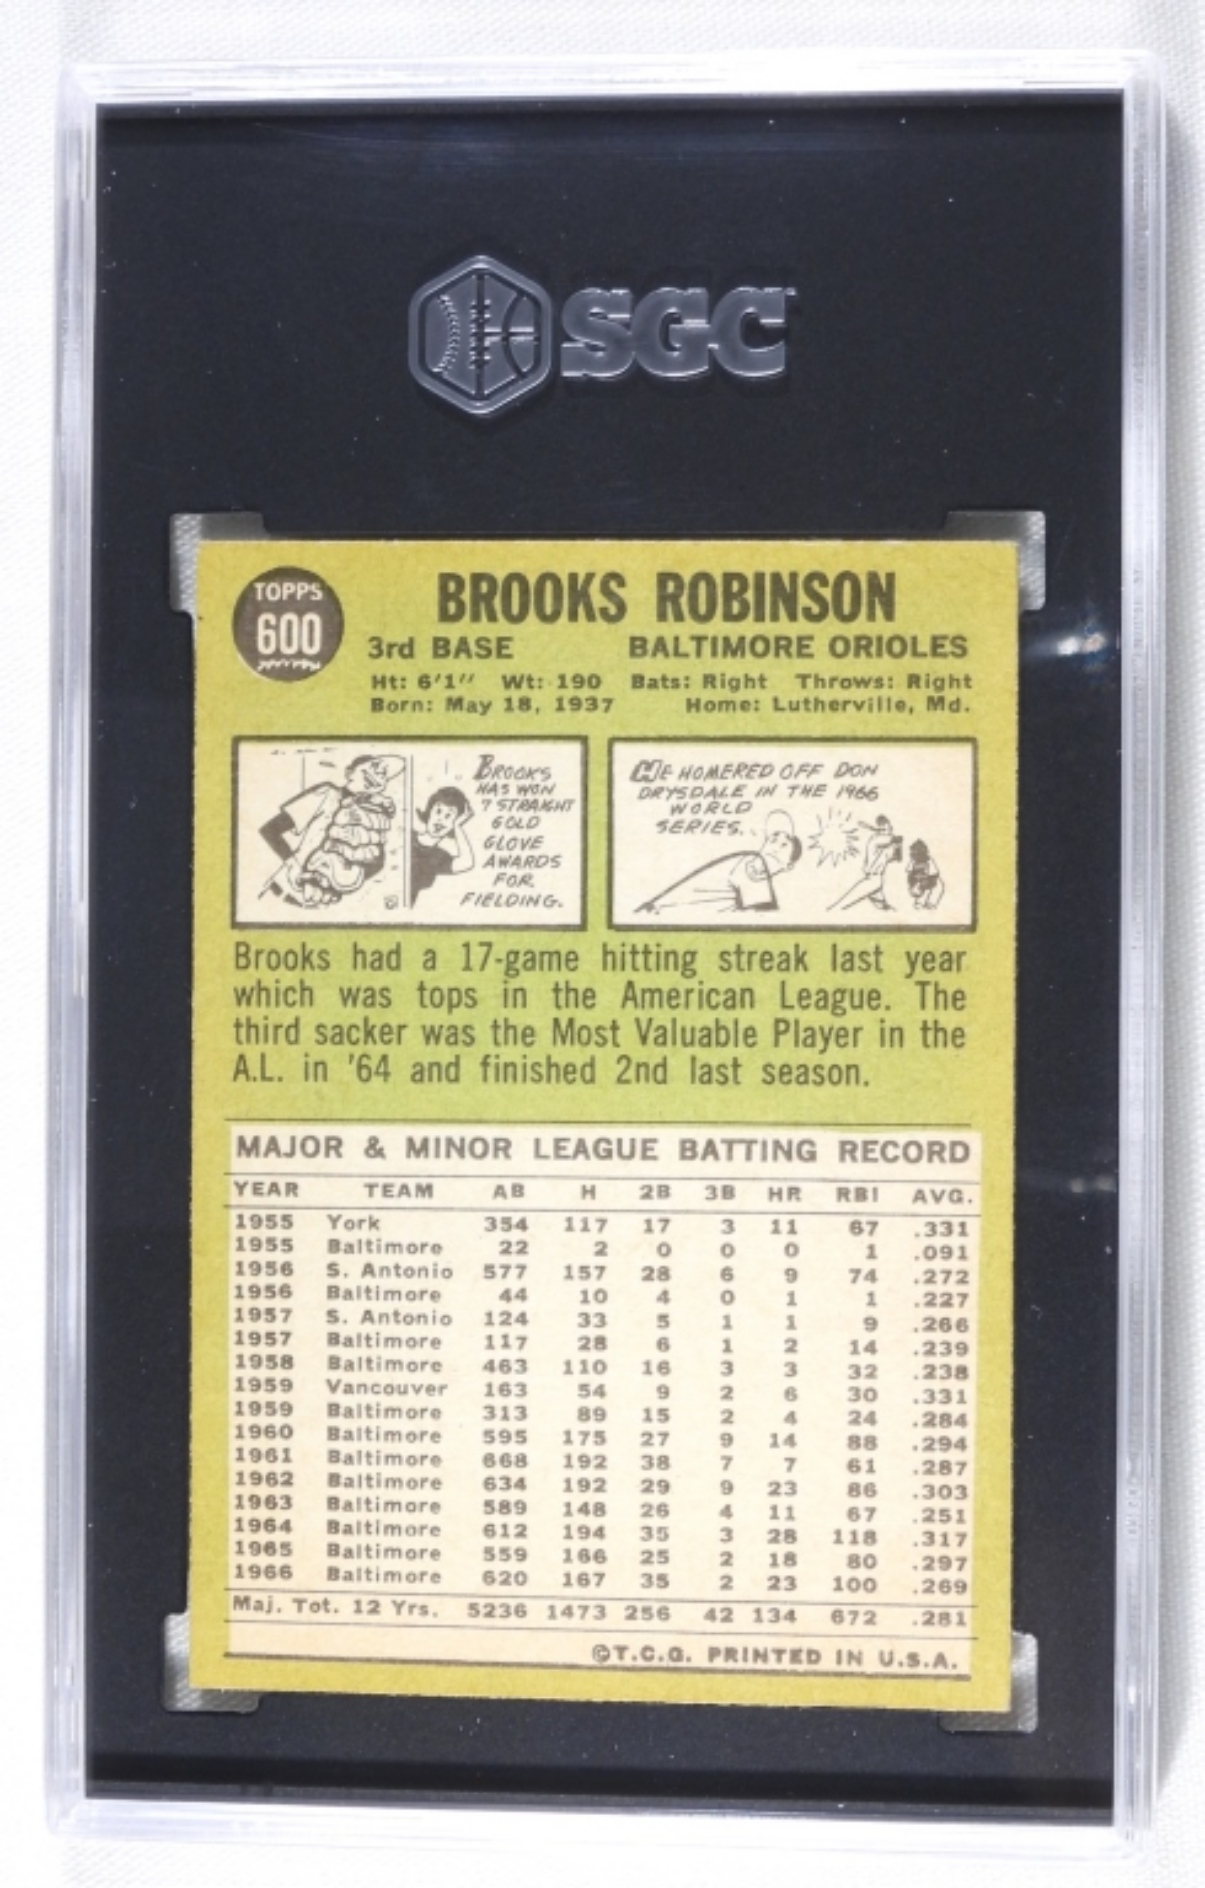 SGC
TOPPS
600
BROOKS ROBINSON
3rd BASE BALTIMORE ORIOLES
Ht: 6'1" Wt: 190 Bats: Right Throws: Right
Born: May 18, 1937 Home: Lutherville, Md.
BROOKS
HAS WON
7 STRAIGHT
GOLD
GLOVE
AWARDS
FOR
FIELDING.
HE HOMERED OFF DON
DRYSDALE IN THE 1966
WORLD
SERIES.
Brooks had a 17-game hitting streak last year
which was tops in the American League. The
third sacker was the Most Valuable Player in the
A.L. in '64 and finished 2nd last season.
MAJOR & MINOR LEAGUE BATTING RECORD
YEAR TEAM AB H 2B 3B HR RBI AVG.
1955 York 354 117 17 3 11 67 .331
1955 Baltimore 22 2 0 0 0 1 .091
1956 S. Antonio 577 157 28 6 9 74 .272
1956 Baltimore 44 10 4 0 1 1 .227
1957 S. Antonio 124 33 5 1 1 9 .266
1957 Baltimore 117 28 6 1 2 14 .239
1958 Baltimore 463 110 16 3 3 32 .238
1959 Vancouver 163 54 9 2 6 30 .331
1959 Baltimore 313 89 15 2 4 24 .284
1960 Baltimore 595 175 27 9 14 88 .294
1961 Baltimore 668 192 38 7 7 61 .287
1962 Baltimore 634 192 29 9 23 86 .303
1963 Baltimore 589 148 26 4 11 67 .251
1964 Baltimore 612 194 35 3 28 118 .317
1965 Baltimore 559 166 25 2 18 80 .297
1966 Baltimore 620 167 35 2 23 100 .269
Maj. Tot. 12 Yrs. 5236 1473 256 42 134 672 .281
©T.C.G. PRINTED IN U.S.A.